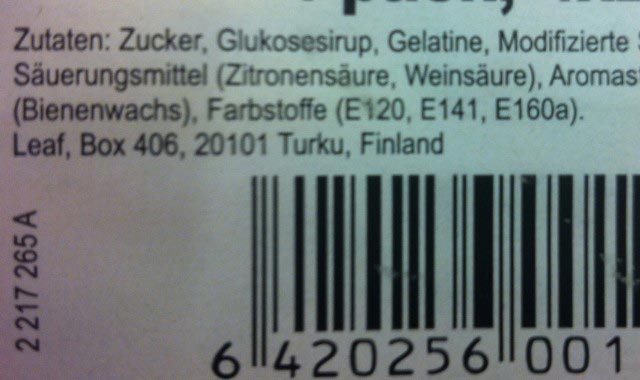 Zutaten: Zucker, Glukosesirup, Gelatine, Modifizierte
Säuerungsmittel (Zitronensäure, Weinsäure),
(Bienenwachs), Farbstoffe (E120, E141, E160a).
Leaf, Box 406, 20101 Turku, Finland
2 217 265 A
6 420256 001